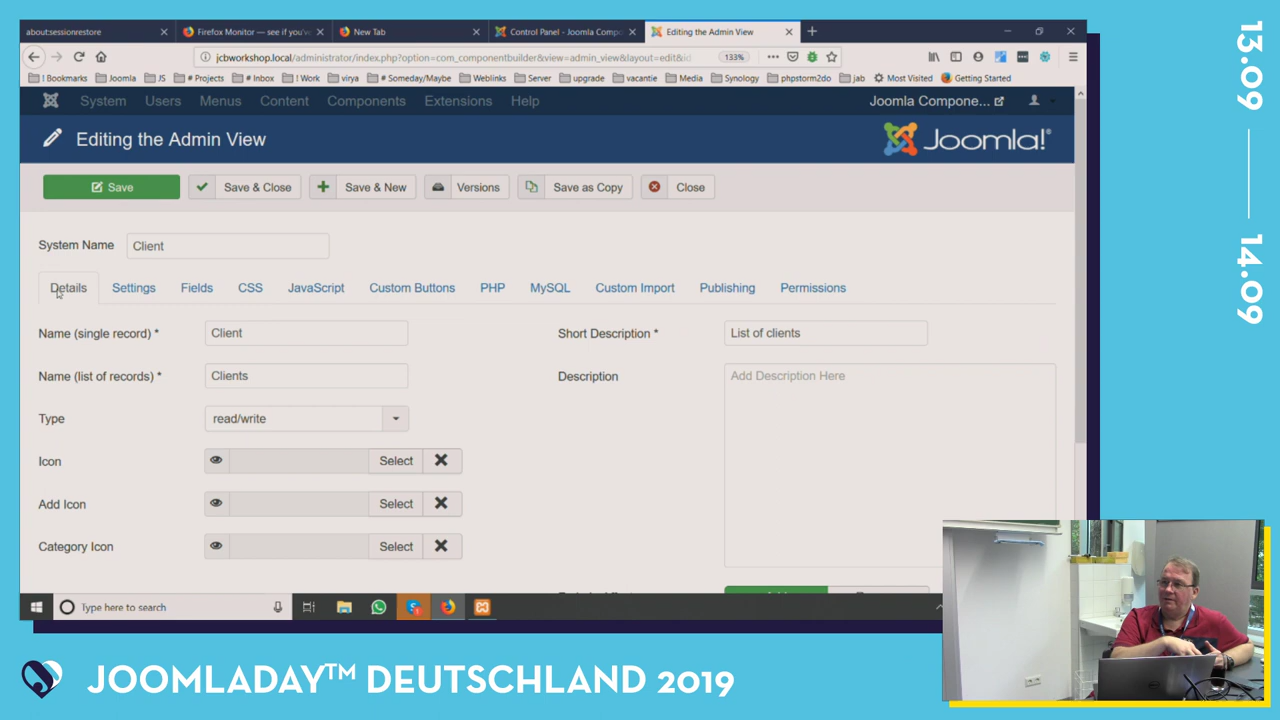 about:sessionrestore
Firefox Monitor — see if you'v
New Tab
Control Panel - Joomla Compo
Editing the Admin View
jcbworkshop.local/administrator/index.php?option=com_componentbuilder&view=admin_view&layout=edit&id
133%
! Bookmarks
Joomla
JS
# Projects
# Inbox
! Work
virya
# Someday/Maybe
Weblinks
Server
upgrade
vacantie
Media
Synology
phpstorm2do
jab
Most Visited
Getting Started
System
Users
Menus
Content
Components
Extensions
Help
Joomla Compone...
Editing the Admin View
Joomla!®
Save
Save & Close
Save & New
Versions
Save as Copy
Close
System Name
Client
Details
Settings
Fields
CSS
JavaScript
Custom Buttons
PHP
MySQL
Custom Import
Publishing
Permissions
Name (single record) *
Client
Short Description *
List of clients
Name (list of records) *
Clients
Description
Add Description Here
Type
read/write
Icon
Select
Add Icon
Select
Category Icon
Select
Type here to search
13.09
14.09
JOOMLADAY™ DEUTSCHLAND 2019